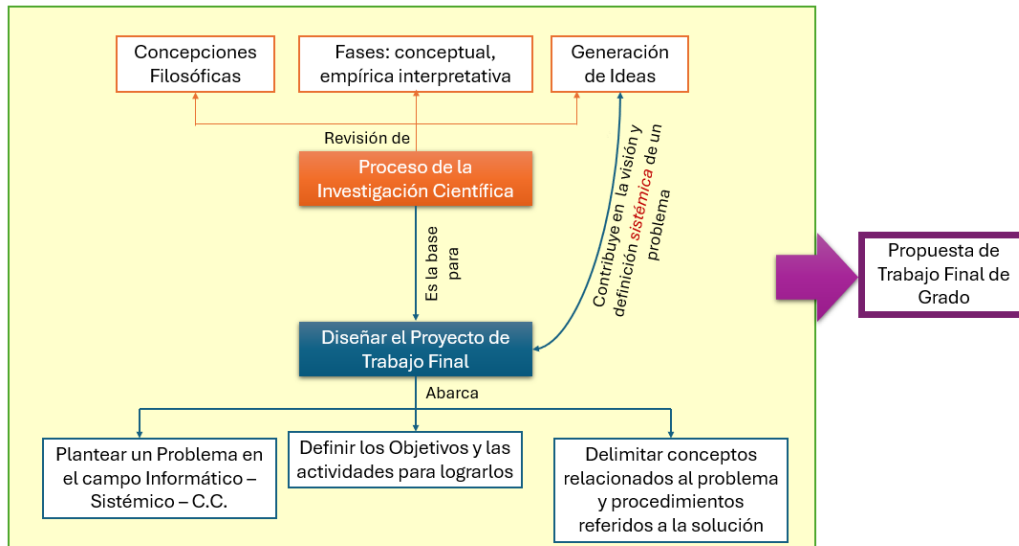 Concepciones
Filosóficas
Fases: conceptual,
empírica interpretativa
Generación
de Ideas
Revisión de
Proceso de la
Investigación Científica
Contribuye en  la visión y
definición sistémica de un
problema
Es la base
para
Propuesta de
Trabajo Final de
Grado
Diseñar el Proyecto de
Trabajo Final
Abarca
Plantear un Problema en
el campo Informático –
Sistémico – C.C.
Definir los Objetivos y las
actividades para lograrlos
Delimitar conceptos
relacionados al problema
y procedimientos
referidos a la solución